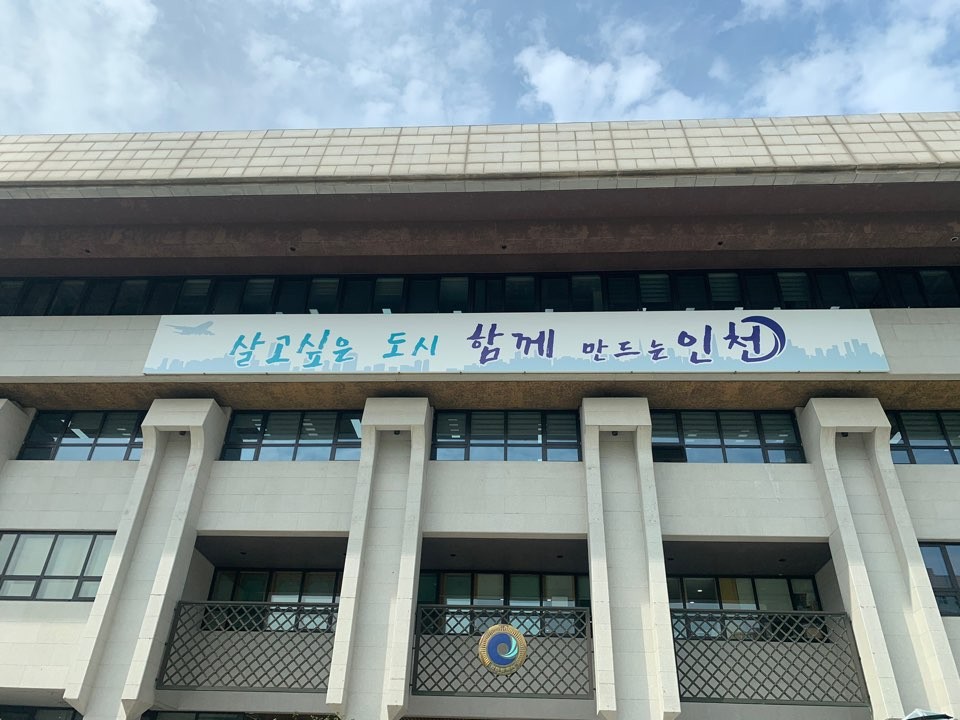 살고싶은 도시 함께 만드는 인천